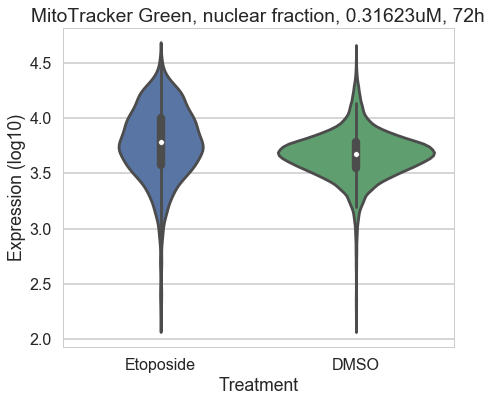 MitoTracker Green, nuclear fraction, 0.31623uM, 72h
Expression (log10)
4.5
4.0
3.5
3.0
2.5
2.0
Etoposide DMSO
Treatment